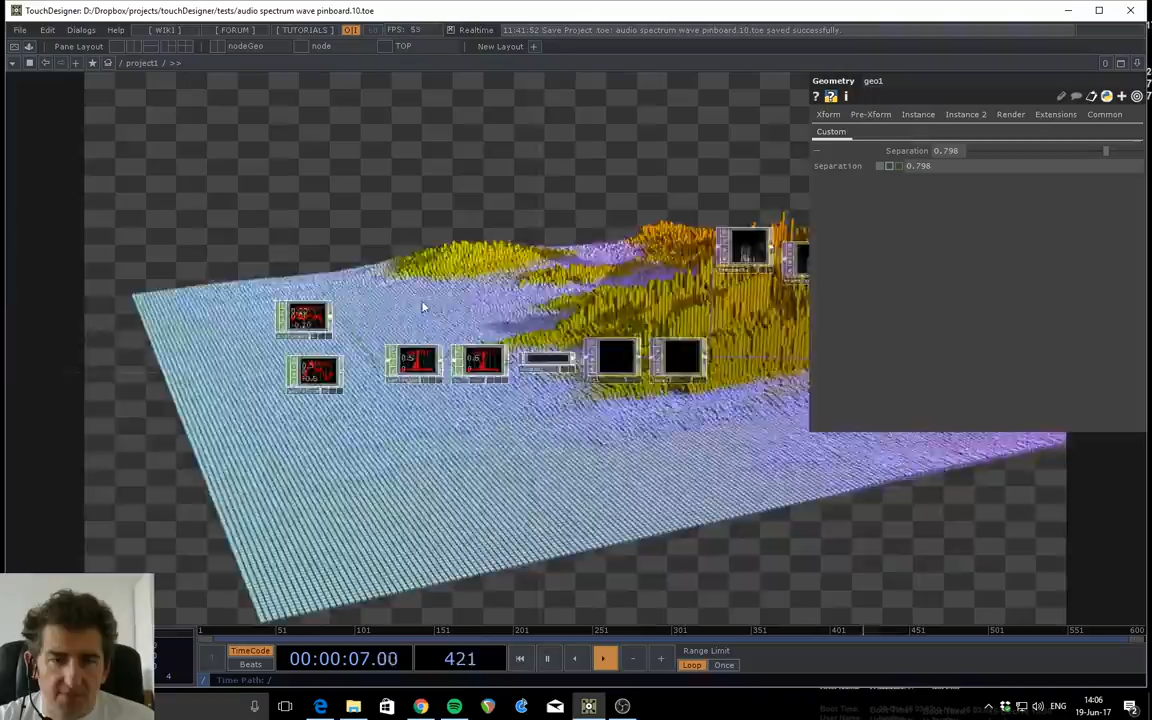 TouchDesigner: D:/Dropbox/projects/touchDesigner/tests/audio spectrum wave pinboard.10.toe
File Edit Dialogs Help [ WIKI ] [ FORUM ] [ TUTORIALS ] O|I FPS: 53 Realtime 11:41:52 Save Project .toe: audio spectrum wave pinboard.10.toe saved successfully.
Pane Layout nodeGeo node TOP New Layout +
/ project1 / >>
Geometry geo1
Xform Pre-Xform Instance Instance 2 Render Extensions Common
Custom
Separation 0.798
Separation 0.798
1 51 101 151 201 251 301 351 401 451 501 551 600
TimeCode
Beats
00:00:07.00
421
Range Limit
Loop Once
4
/ Time Path: /
ENG
14:06
19-Jun-17